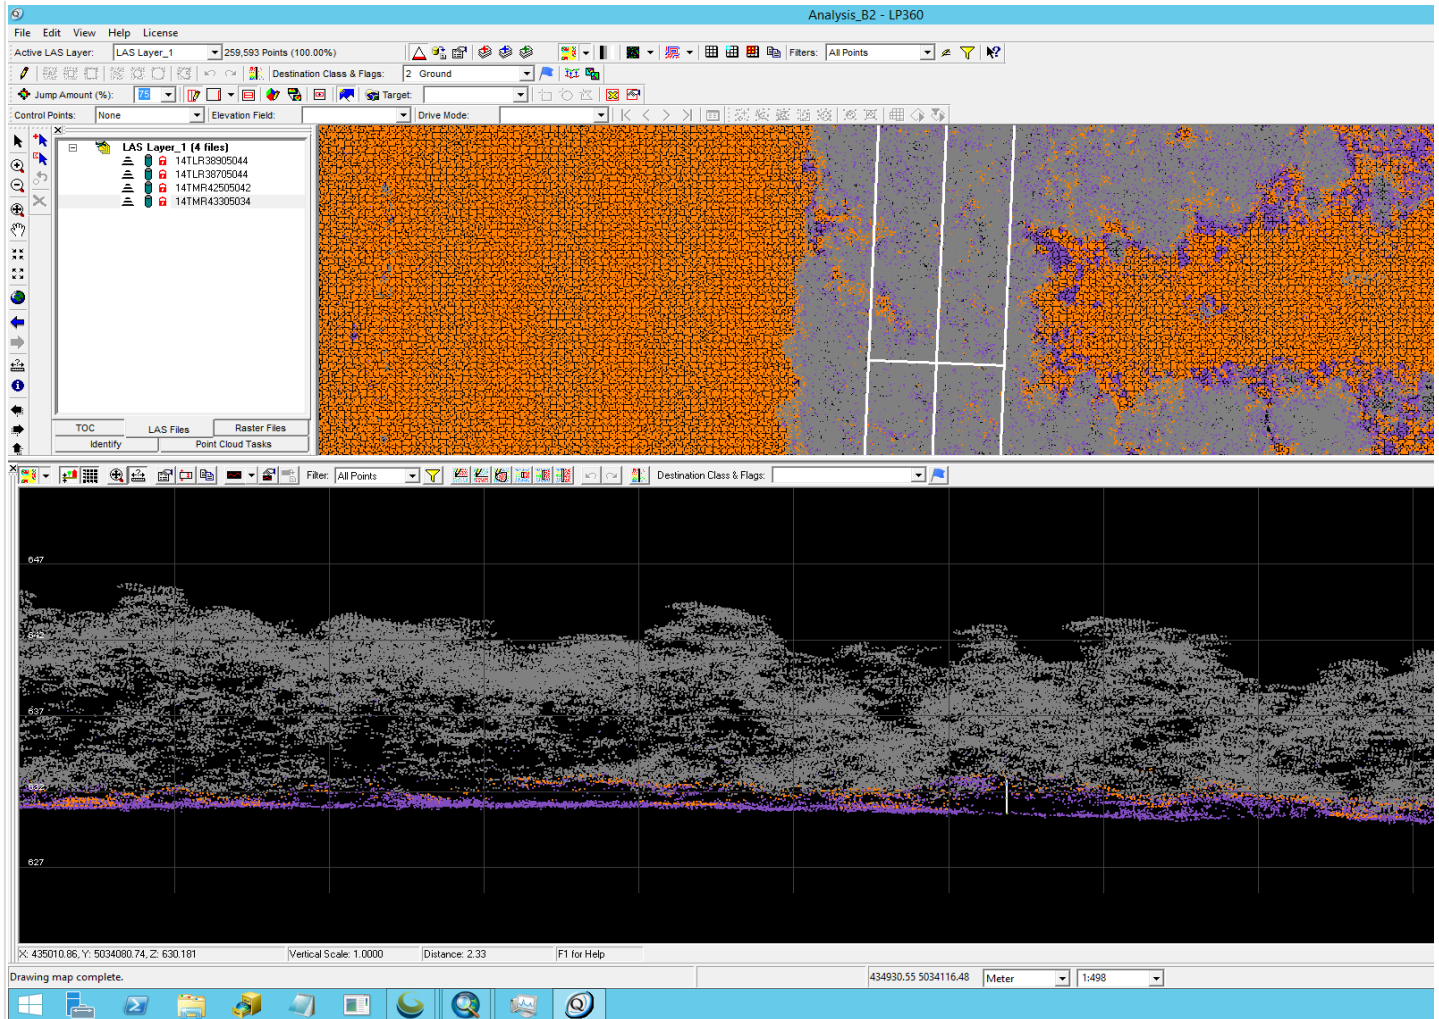 Analysis_B2 - LP360
File Edit View Help License
Active LAS Layer: LAS Layer_1 259,593 Points (100.00%) Filters: All Points
Destination Class & Flags: 2 Ground
Jump Amount (%): 75 Target:
Control Points: None Elevation Field: Drive Mode:
LAS Layer_1 (4 files)
14TLR38905044
14TLR38705044
14TMR42505042
14TMR43305034
TOC LAS Files Raster Files
Identify Point Cloud Tasks
Filter: All Points Destination Class & Flags:
647
642
637
632
627
X: 435010.86, Y: 5034080.74, Z: 630.181 Vertical Scale: 1.0000 Distance: 2.33 F1 for Help
Drawing map complete. 434930.55 5034116.48 Meter 1:498